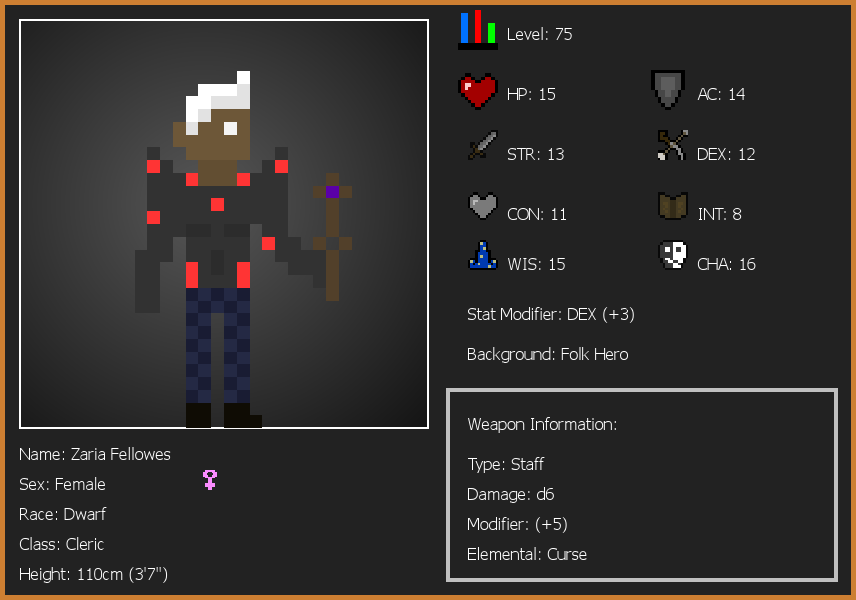 Level: 75
HP: 15
AC: 14
STR: 13
DEX: 12
CON: 11
INT: 8
WIS: 15
CHA: 16
Stat Modifier: DEX (+3)
Background: Folk Hero
Weapon Information:
Type: Staff
Damage: d6
Modifier: (+5)
Elemental: Curse
Name: Zaria Fellowes
Sex: Female
Race: Dwarf
Class: Cleric
Height: 110cm (3'7")